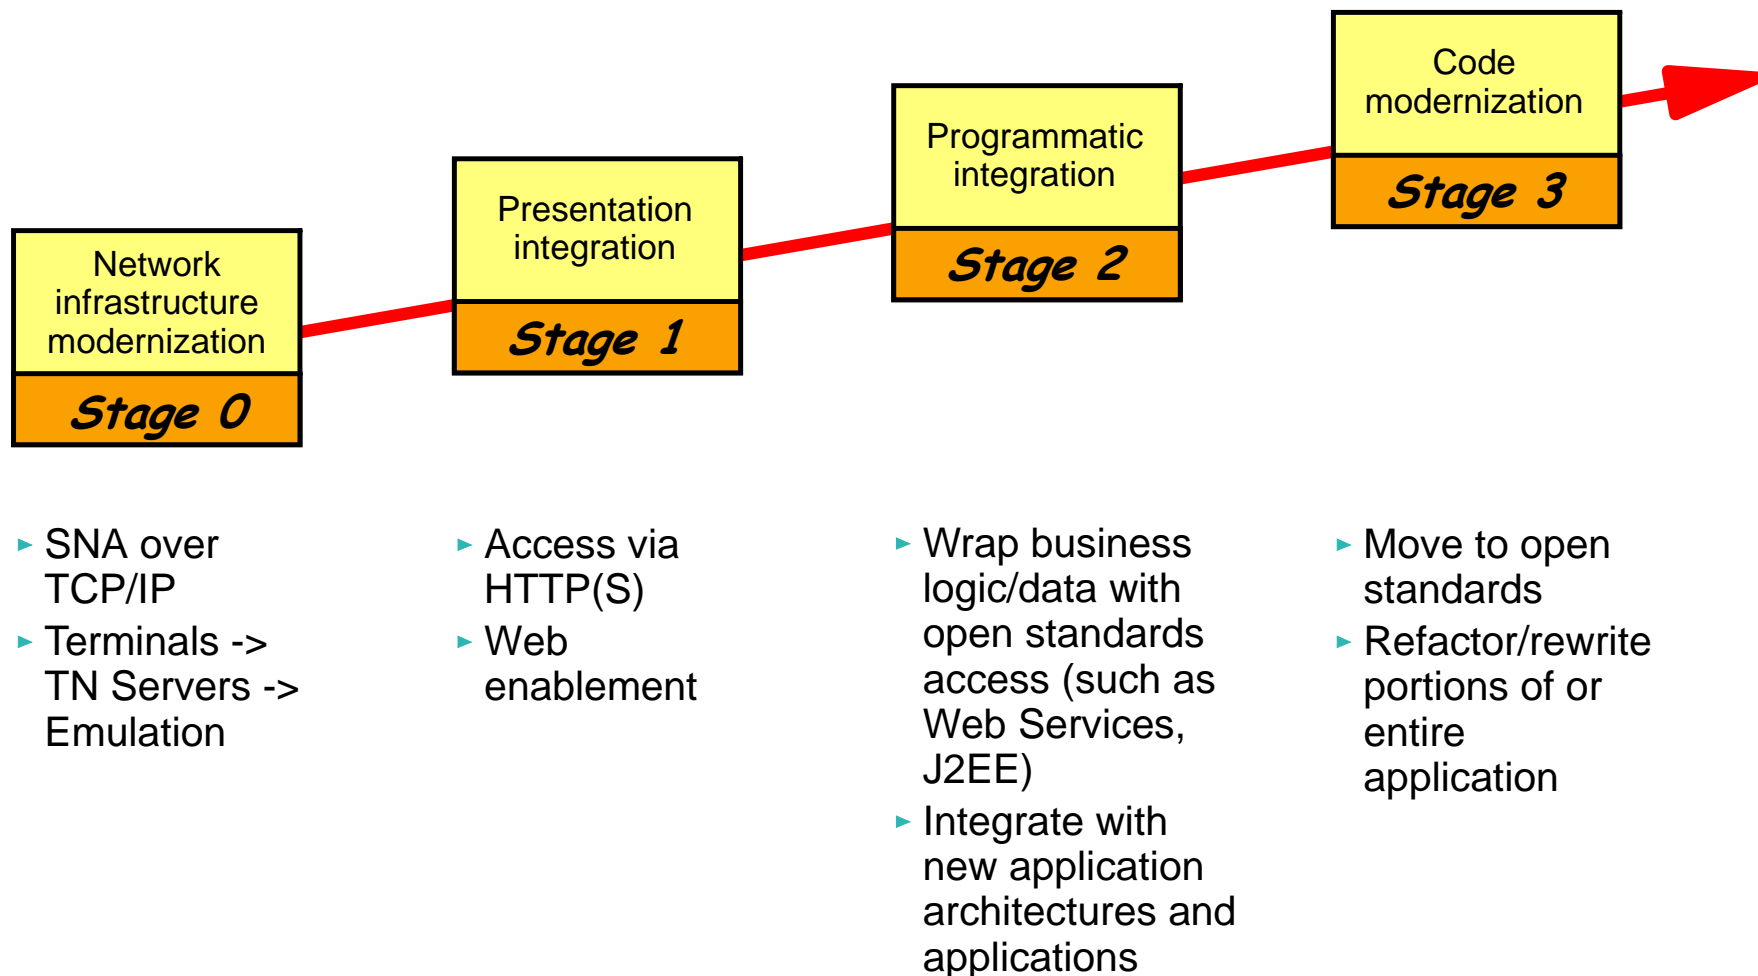 Network
infrastructure
modernization
Stage 0
Presentation
integration
Stage 1
Programmatic
integration
Stage 2
Code
modernization
Stage 3
► SNA over
TCP/IP
► Terminals ->
TN Servers ->
Emulation
► Access via
HTTP(S)
► Web
enablement
► Wrap business
logic/data with
open standards
access (such as
Web Services,
J2EE)
► Integrate with
new application
architectures and
applications
► Move to open
standards
► Refactor/rewrite
portions of or
entire
application